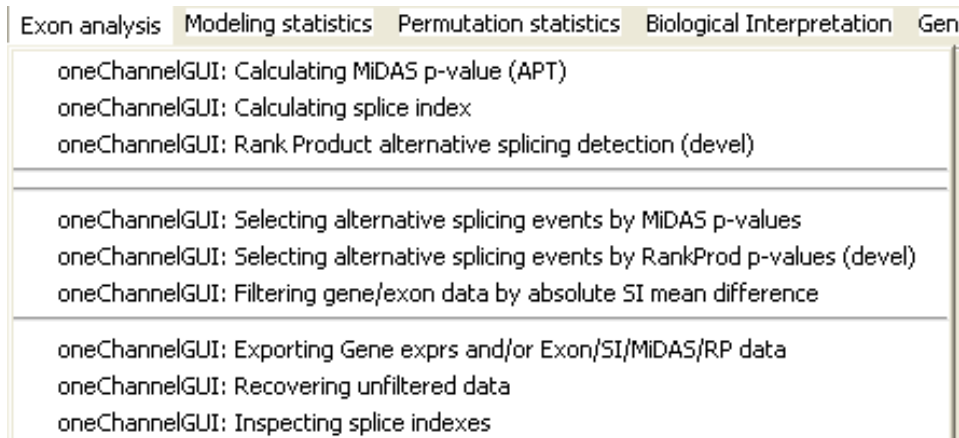 Exon analysis Modeling statistics Permutation statistics Biological Interpretation Gen
oneChannelGUI: Calculating MiDAS p-value (APT)
oneChannelGUI: Calculating splice index
oneChannelGUI: Rank Product alternative splicing detection (devel)
oneChannelGUI: Selecting alternative splicing events by MiDAS p-values
oneChannelGUI: Selecting alternative splicing events by RankProd p-values (devel)
oneChannelGUI: Filtering gene/exon data by absolute SI mean difference
oneChannelGUI: Exporting Gene exprs and/or Exon/SI/MiDAS/RP data
oneChannelGUI: Recovering unfiltered data
oneChannelGUI: Inspecting splice indexes